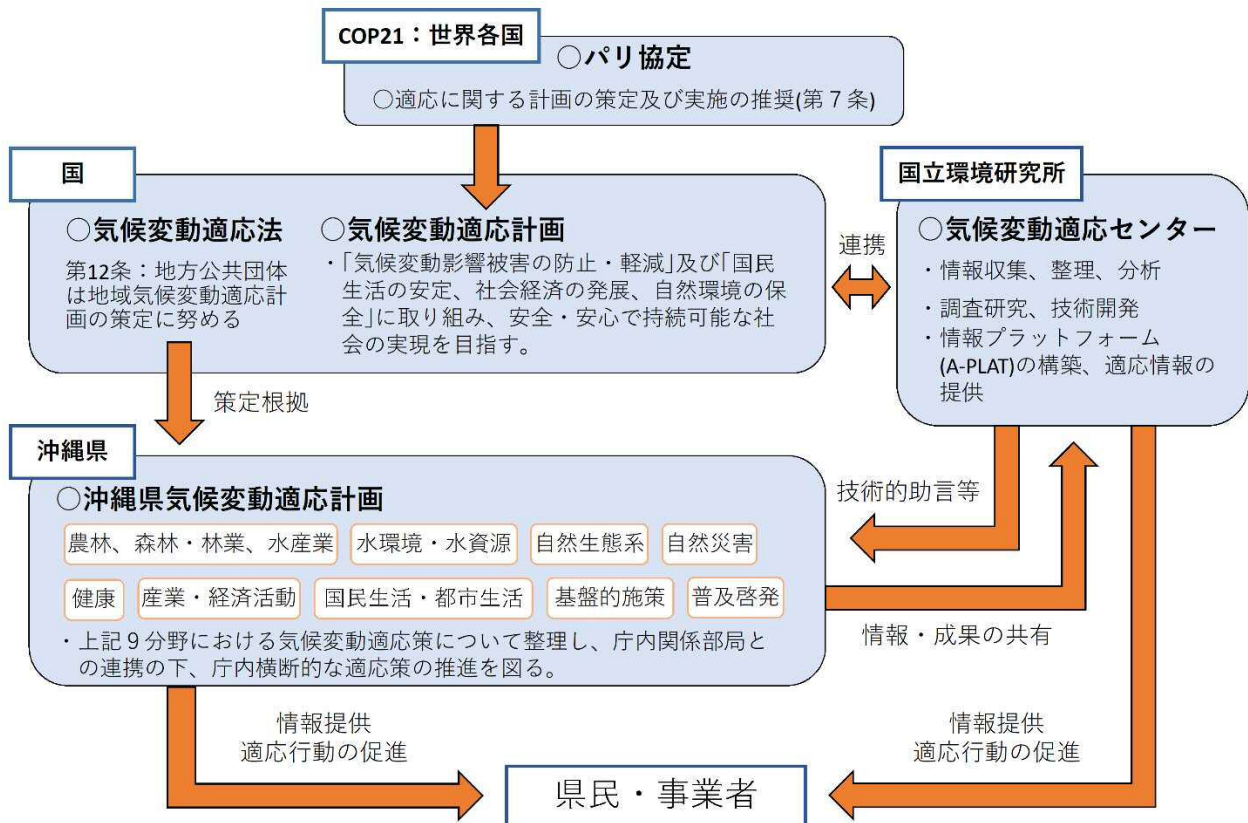 COP21：世界各国
○パリ協定
○適応に関する計画の策定及び実施の推奨(第７条)
国
○気候変動適応法
第12条：地方公共団体
は地域気候変動適応計
画の策定に努める
○気候変動適応計画
・「気候変動影響被害の防止・軽減」及び「国民
生活の安定、社会経済の発展、自然環境の保
全」に取り組み、安全・安心で持続可能な社
会の実現を目指す。
連携
国立環境研究所
○気候変動適応センター
・情報収集、整理、分析
・調査研究、技術開発
・情報プラットフォーム
(A-PLAT)の構築、適応情報の
提供
策定根拠
沖縄県
○沖縄県気候変動適応計画
農林、森林・林業、水産業
水環境・水資源
自然生態系
自然災害
健康
産業・経済活動
国民生活・都市生活
基盤的施策
普及啓発
・上記９分野における気候変動適応策について整理し、庁内関係部局と
の連携の下、庁内横断的な適応策の推進を図る。
技術的助言等
情報・成果の共有
情報提供
適応行動の促進
情報提供
適応行動の促進
県民・事業者